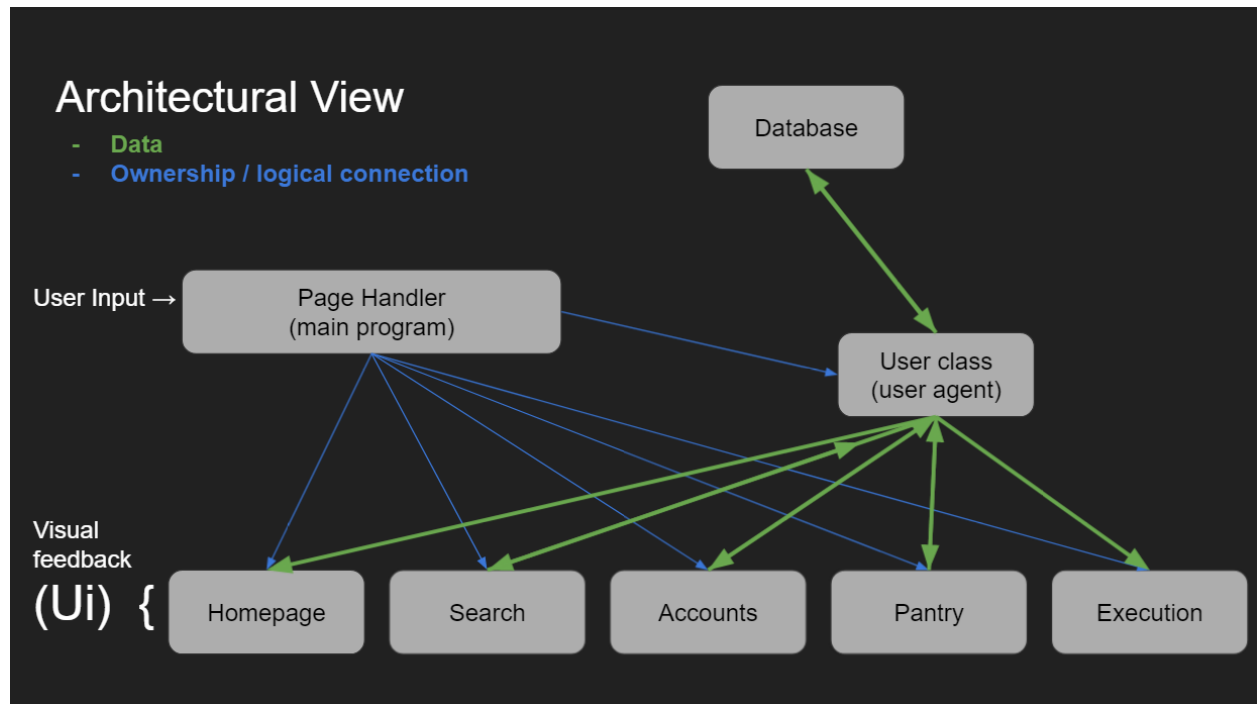 Architectural View
- Data
- Ownership / logical connection
Database
User Input →
Page Handler
(main program)
User class
(user agent)
Visual
feedback
(Ui) {
Homepage
Search
Accounts
Pantry
Execution